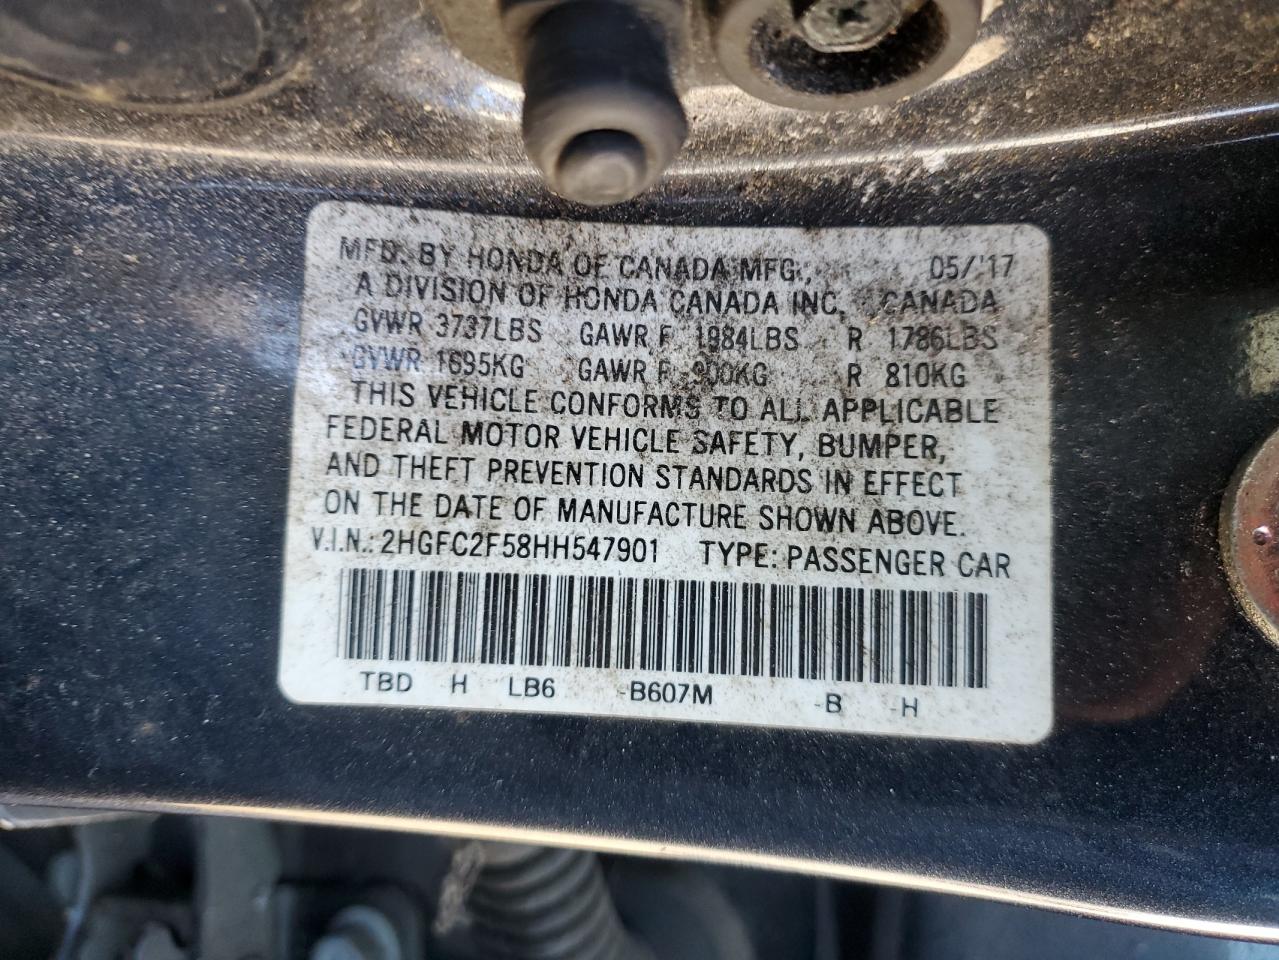 MFD. BY HONDA OF CANADA MFG., 05/'17
A DIVISION OF HONDA CANADA INC, CANADA
GVWR 3737LBS GAWR F 1984LBS R 1786LBS
GVWR 1695KG GAWR F 900KG R 810KG
THIS VEHICLE CONFORMS TO ALL APPLICABLE
FEDERAL MOTOR VEHICLE SAFETY, BUMPER,
AND THEFT PREVENTION STANDARDS IN EFFECT
ON THE DATE OF MANUFACTURE SHOWN ABOVE.
V.I.N.: 2HGFC2F58HH547901 TYPE: PASSENGER CAR
TBD -H LB6 -B607M -B -H